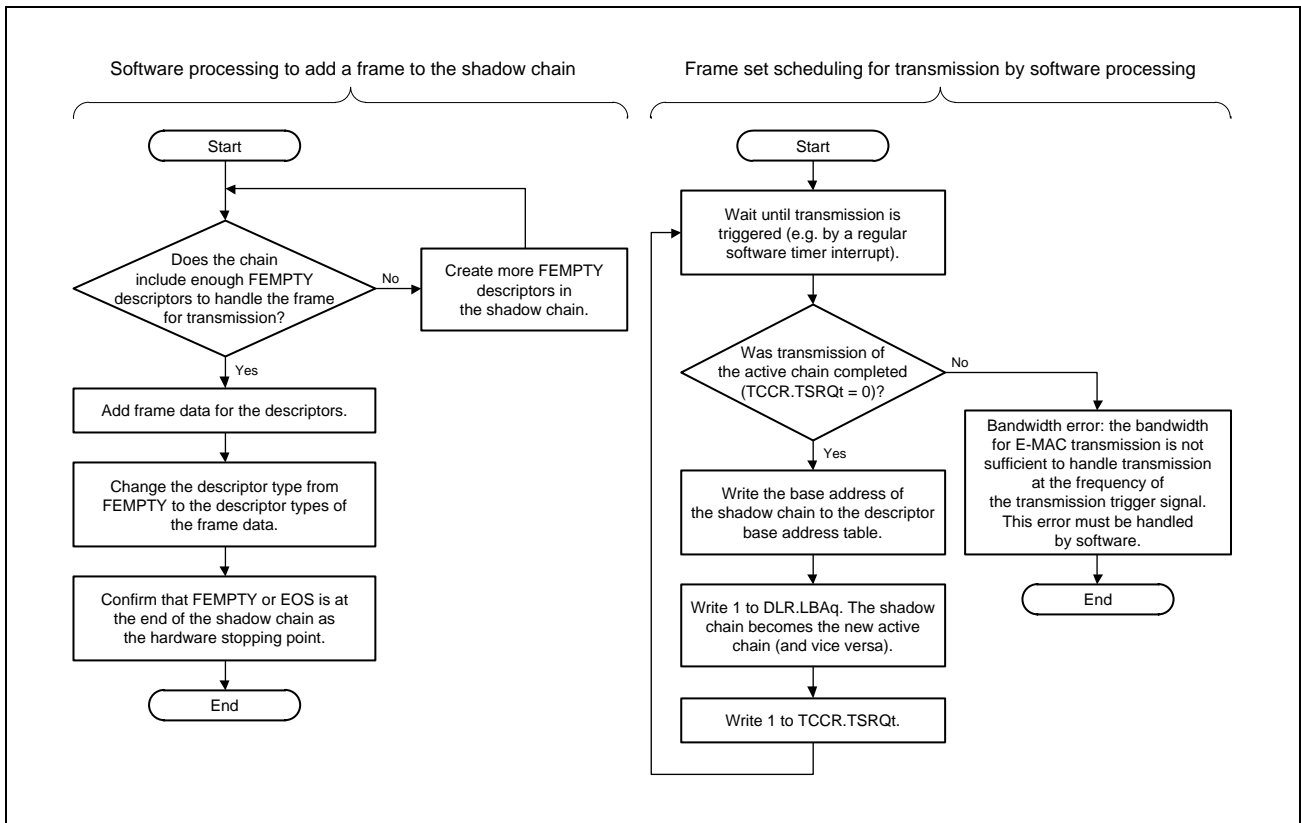 Software processing to add a frame to the shadow chain
Start
Does the chain
include enough FEMPTY
descriptors to handle the frame
for transmission?
No
Create more FEMPTY
descriptors in
the shadow chain.
Yes
Add frame data for the descriptors.
Change the descriptor type from
FEMPTY to the descriptor types of
the frame data.
Confirm that FEMPTY or EOS is at
the end of the shadow chain as
the hardware stopping point.
End
Frame set scheduling for transmission by software processing
Start
Wait until transmission is
triggered (e.g. by a regular
software timer interrupt).
Was transmission of
the active chain completed
(TCCR.TSRQt = 0)?
No
Bandwidth error: the bandwidth
for E-MAC transmission is not
sufficient to handle transmission
at the frequency of
the transmission trigger signal.
This error must be handled
by software.
End
Yes
Write the base address of
the shadow chain to the descriptor
base address table.
Write 1 to DLR.LBAq. The shadow
chain becomes the new active
chain (and vice versa).
Write 1 to TCCR.TSRQt.